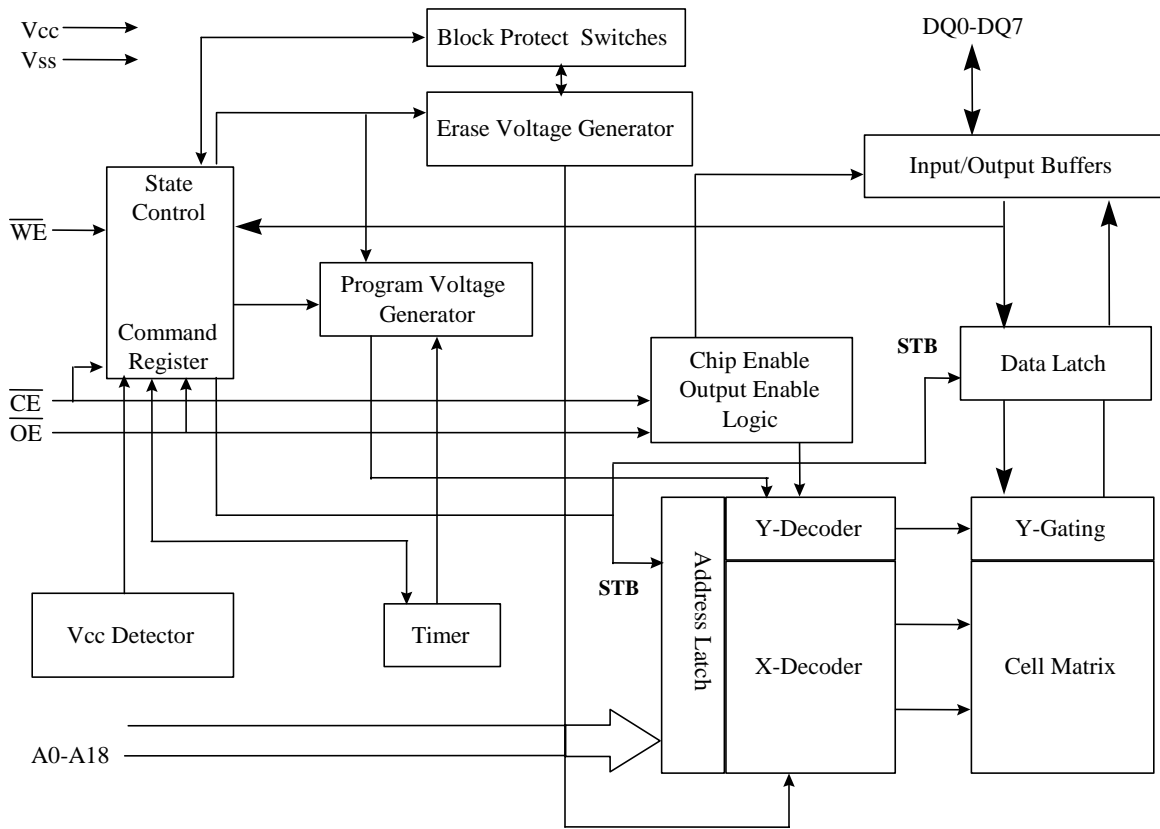 Vcc
Vss
Block Protect Switches
DQ0-DQ7
Erase Voltage Generator
Input/Output Buffers
State
Control
WE
Program Voltage
Generator
Command
Register
STB
Data Latch
Chip Enable
Output Enable
Logic
CE
OE
Address Latch
Y-Decoder
Y-Gating
STB
Vcc Detector
Timer
X-Decoder
Cell Matrix
A0-A18